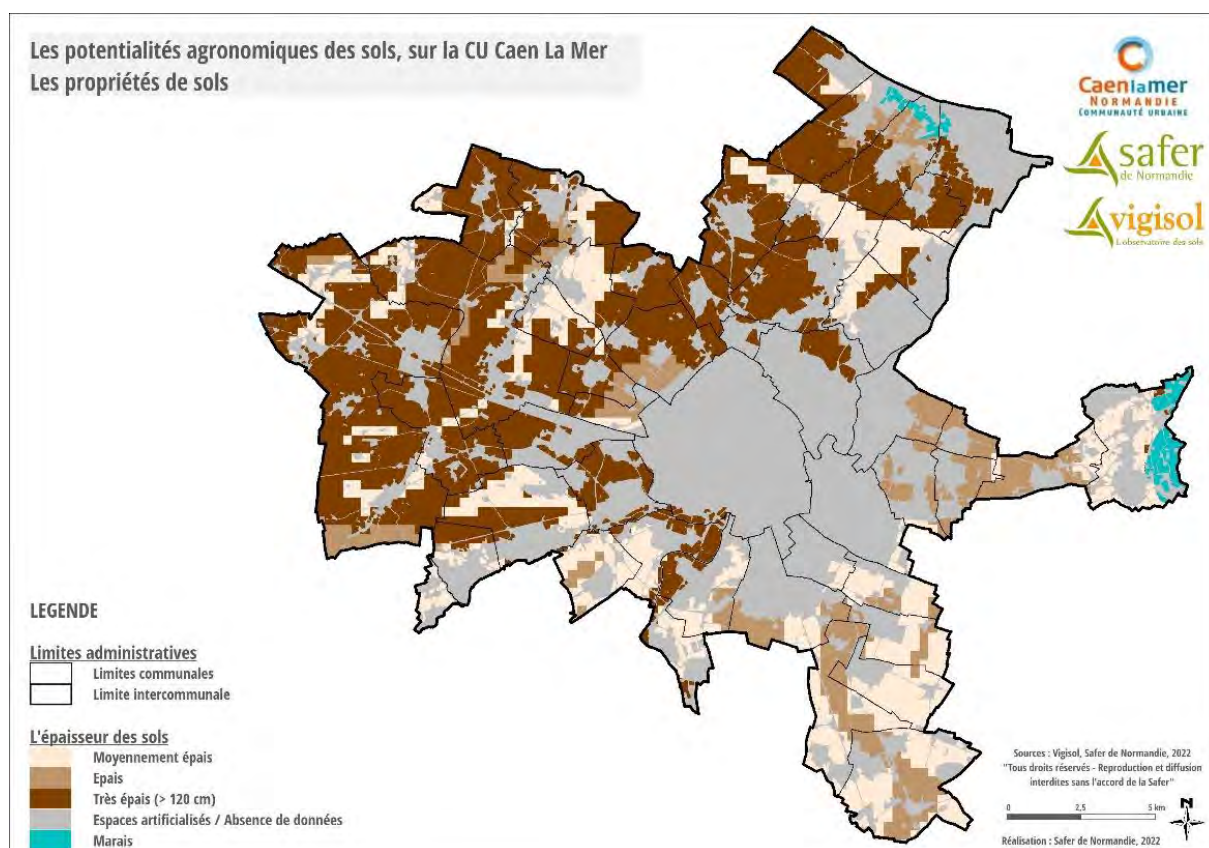 Les potentialités agronomiques des sols, sur la CU Caen La Mer
Les propriétés de sols
Caenlamer
NORMANDIE
COMMUNAUTÉ URBAINE
safer
de Normandie
vigisol
L'observatoire des sols
LEGENDE
Limites administratives
Limites communales
Limite intercommunale
L'épaisseur des sols
Moyennement épais
Epais
Très épais (> 120 cm)
Espaces artificialisés / Absence de données
Marais
Sources : Vigisol, Safer de Normandie, 2022
"Tous droits réservés - Reproduction et diffusion
interdites sans l'accord de la Safer"
0 2,5 5 km
N
Réalisation : Safer de Normandie, 2022